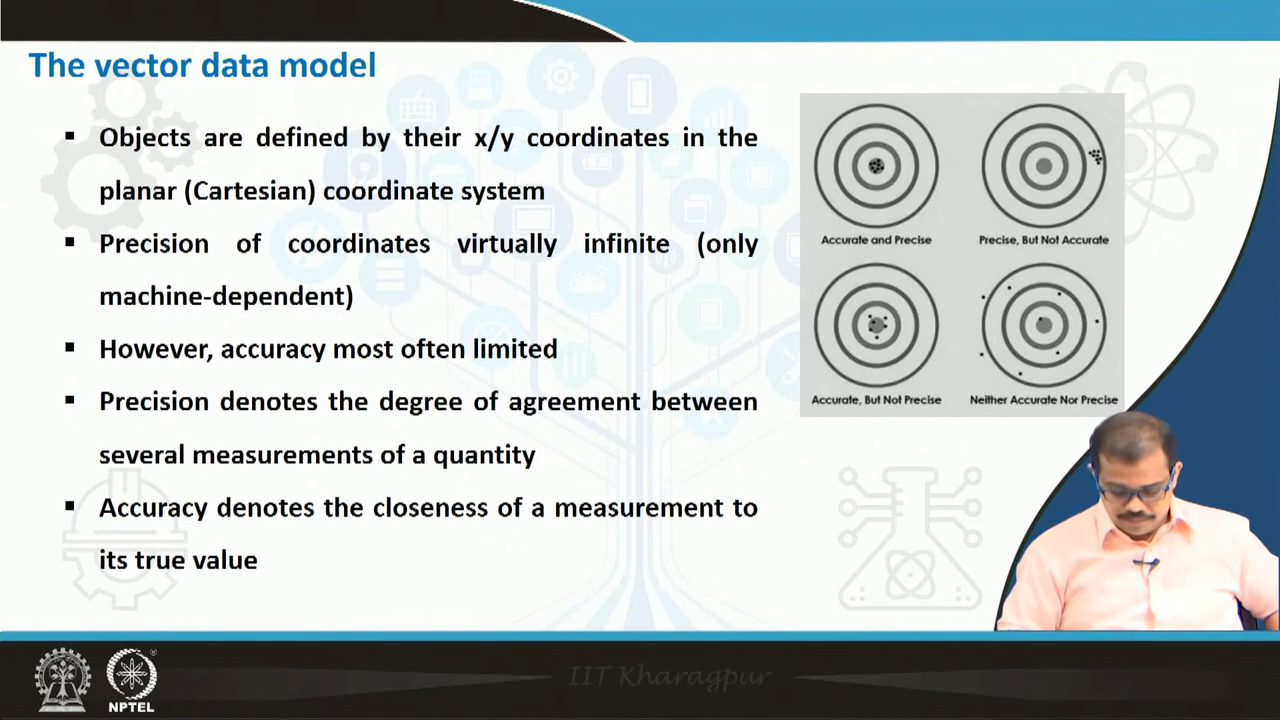 The vector data model
▪ Objects are defined by their x/y coordinates in the
planar (Cartesian) coordinate system
▪ Precision of coordinates virtually infinite (only
machine-dependent)
▪ However, accuracy most often limited
▪ Precision denotes the degree of agreement between
several measurements of a quantity
▪ Accuracy denotes the closeness of a measurement to
its true value
Accurate and Precise
Precise, But Not Accurate
Accurate, But Not Precise
Neither Accurate Nor Precise
IIT Kharagpur
NPTEL